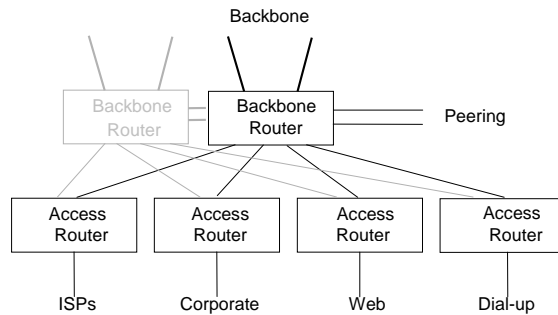 Backbone
Backbone
Router
Backbone
Router
Peering
Access
Router
Access
Router
Access
Router
Access
Router
ISPs
Corporate
Web
Dial-up